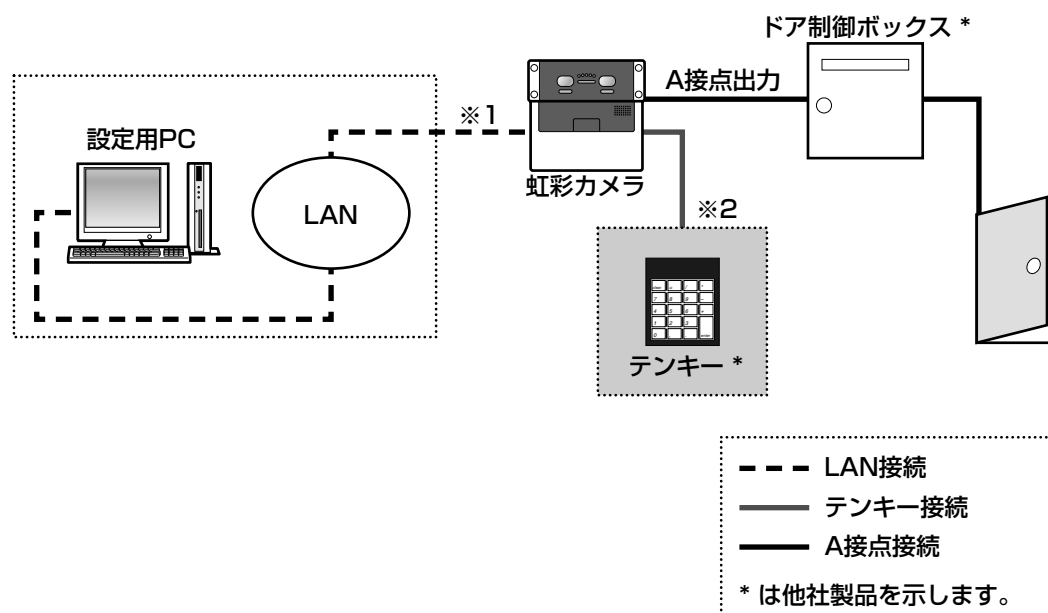 ドア制御ボックス *
A接点出力
※1
設定用PC
LAN
虹彩カメラ
※2
テンキー *
LAN接続
テンキー接続
A接点接続
* は他社製品を示します。